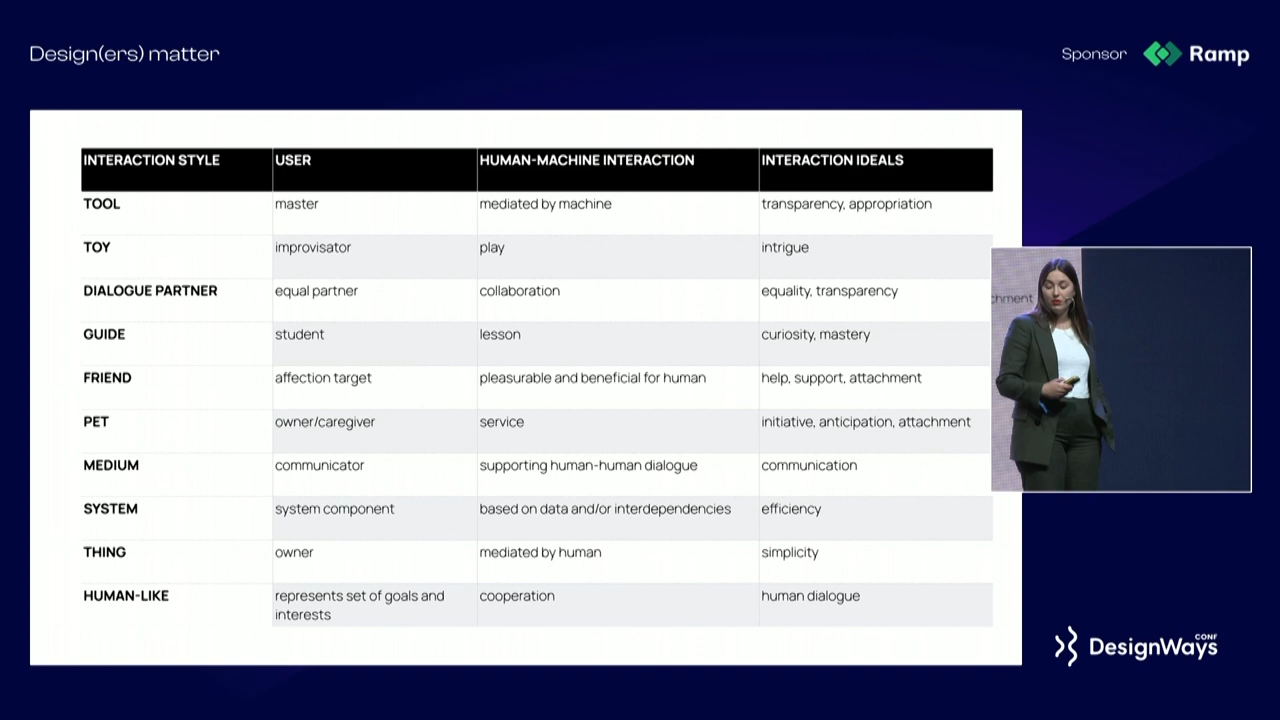 Design(ers) matter
Sponsor Ramp
INTERACTION STYLE USER HUMAN-MACHINE INTERACTION INTERACTION IDEALS
TOOL master mediated by machine transparency, appropriation
TOY improvisator play intrigue
DIALOGUE PARTNER equal partner collaboration equality, transparency
GUIDE student lesson curiosity, mastery
FRIEND affection target pleasurable and beneficial for human help, support, attachment
PET owner/caregiver service initiative, anticipation, attachment
MEDIUM communicator supporting human-human dialogue communication
SYSTEM system component based on data and/or interdependencies efficiency
THING owner mediated by human simplicity
HUMAN-LIKE represents set of goals and cooperation human dialogue
interests
chment
DesignWays CONF